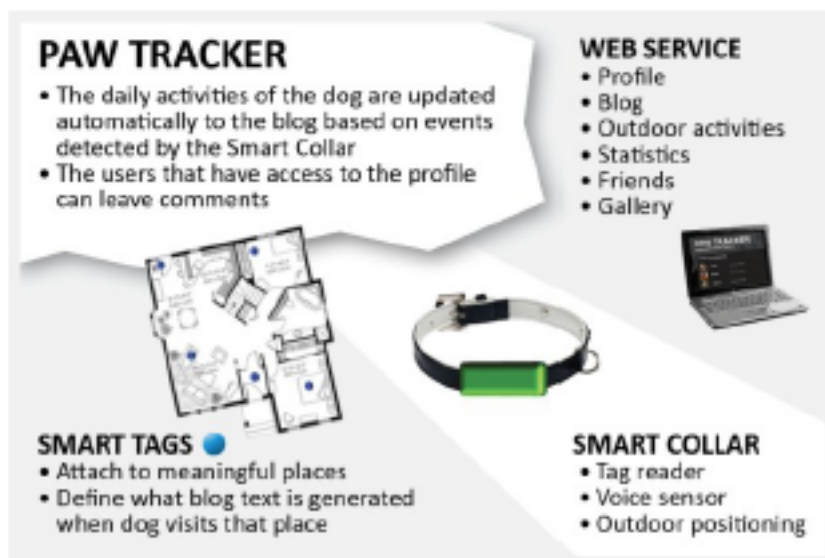 PAW TRACKER
• The daily activities of the dog are updated
automatically to the blog based on events
detected by the Smart Collar
• The users that have access to the profile
can leave comments
WEB SERVICE
• Profile
• Blog
• Outdoor activities
• Statistics
• Friends
• Gallery
PAW TRACKER
SMART TAGS
• Attach to meaningful places
• Define what blog text is generated
when dog visits that place
SMART COLLAR
• Tag reader
• Voice sensor
• Outdoor positioning